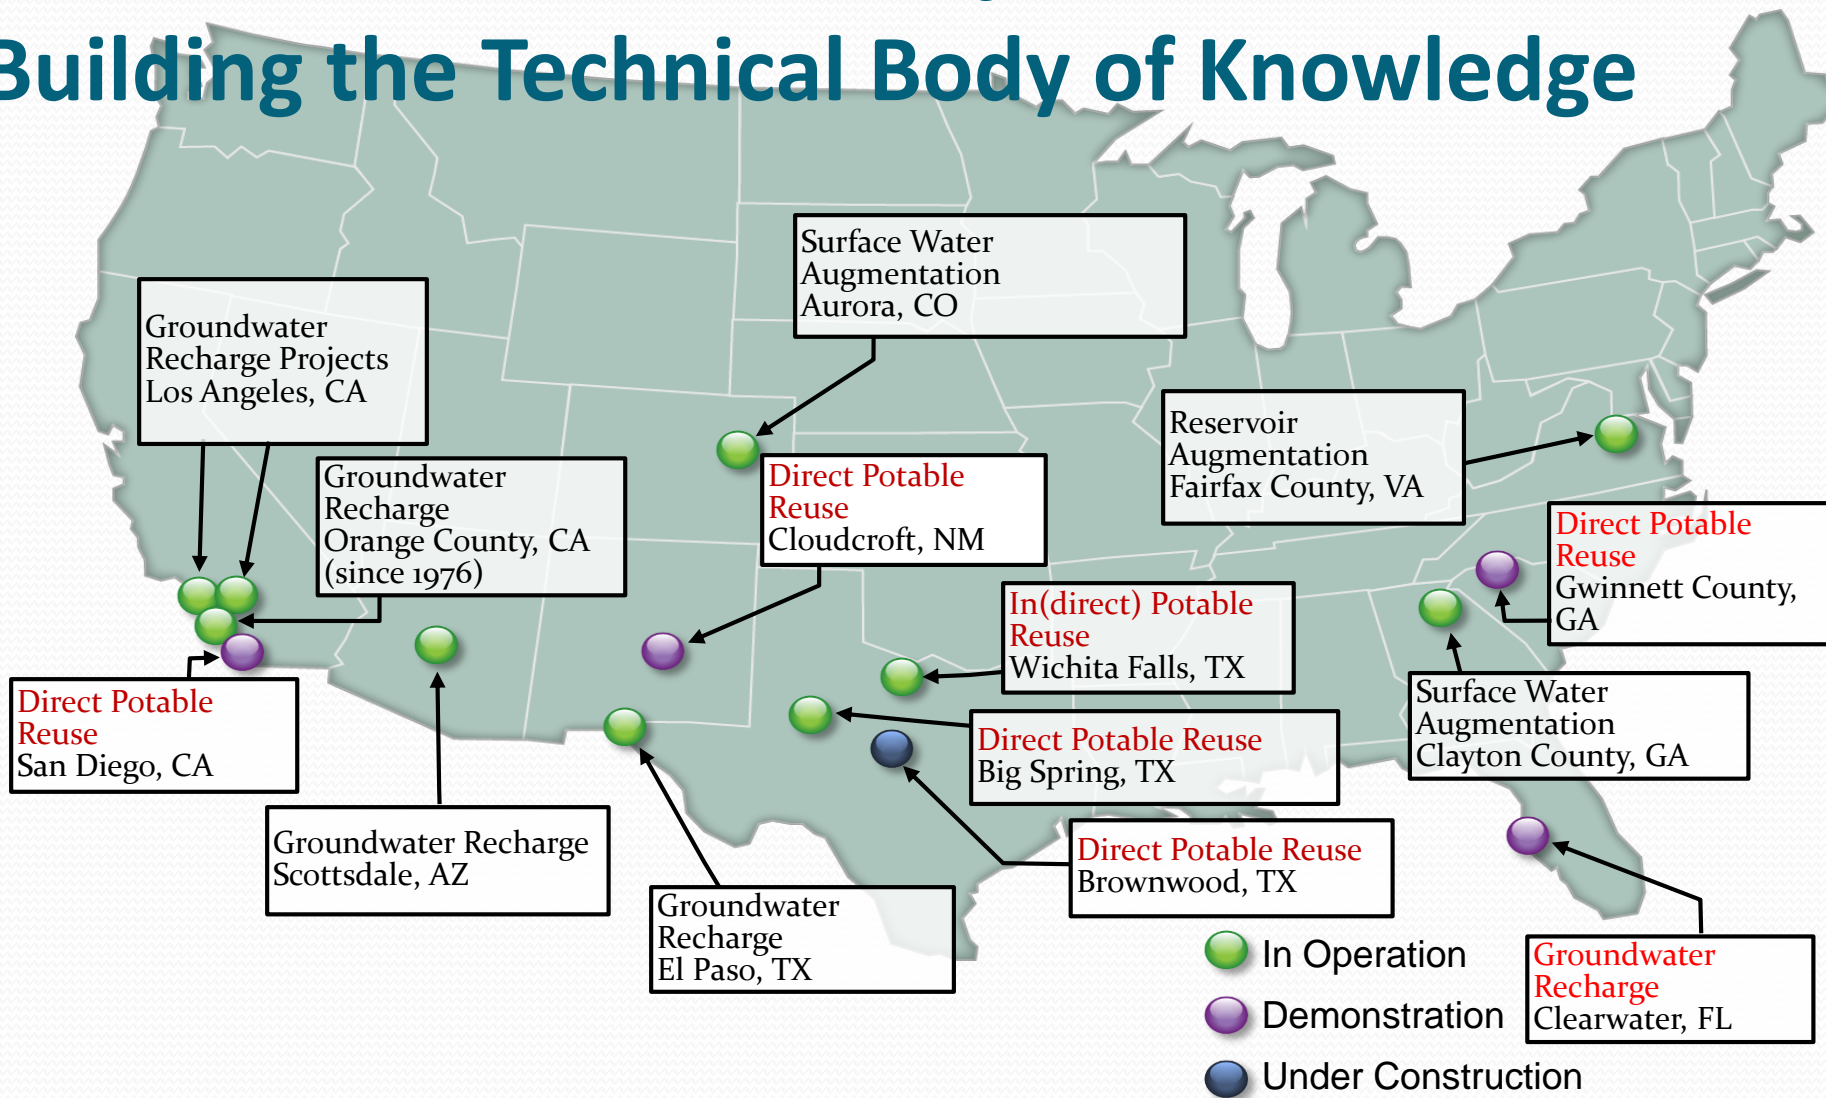 Building the Technical Body of Knowledge
Surface Water
Augmentation
Aurora, CO
Groundwater
Recharge Projects
Los Angeles, CA
Reservoir
Augmentation
Fairfax County, VA
Groundwater
Recharge
Orange County, CA
(since 1976)
Direct Potable
Reuse
Cloudcroft, NM
Direct Potable
Reuse
Gwinnett County,
GA
In(direct) Potable
Reuse
Wichita Falls, TX
Direct Potable
Reuse
San Diego, CA
Surface Water
Augmentation
Clayton County, GA
Direct Potable Reuse
Big Spring, TX
Groundwater Recharge
Scottsdale, AZ
Direct Potable Reuse
Brownwood, TX
Groundwater
Recharge
El Paso, TX
Groundwater
Recharge
Clearwater, FL
In Operation
Demonstration
Under Construction